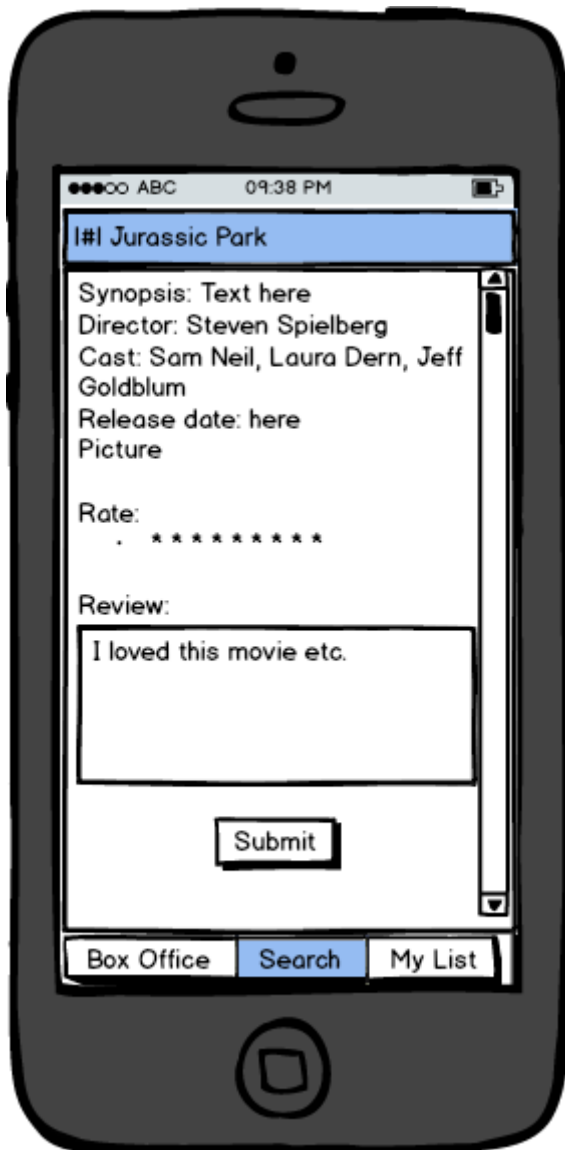 ABC 09:38 PM
I#I Jurassic Park
Synopsis: Text here
Director: Steven Spielberg
Cast: Sam Neil, Laura Dern, Jeff
Goldblum
Release date: here
Picture
Rate:
. * * * * * * * * *
Review:
I loved this movie etc.
Submit
Box Office Search My List